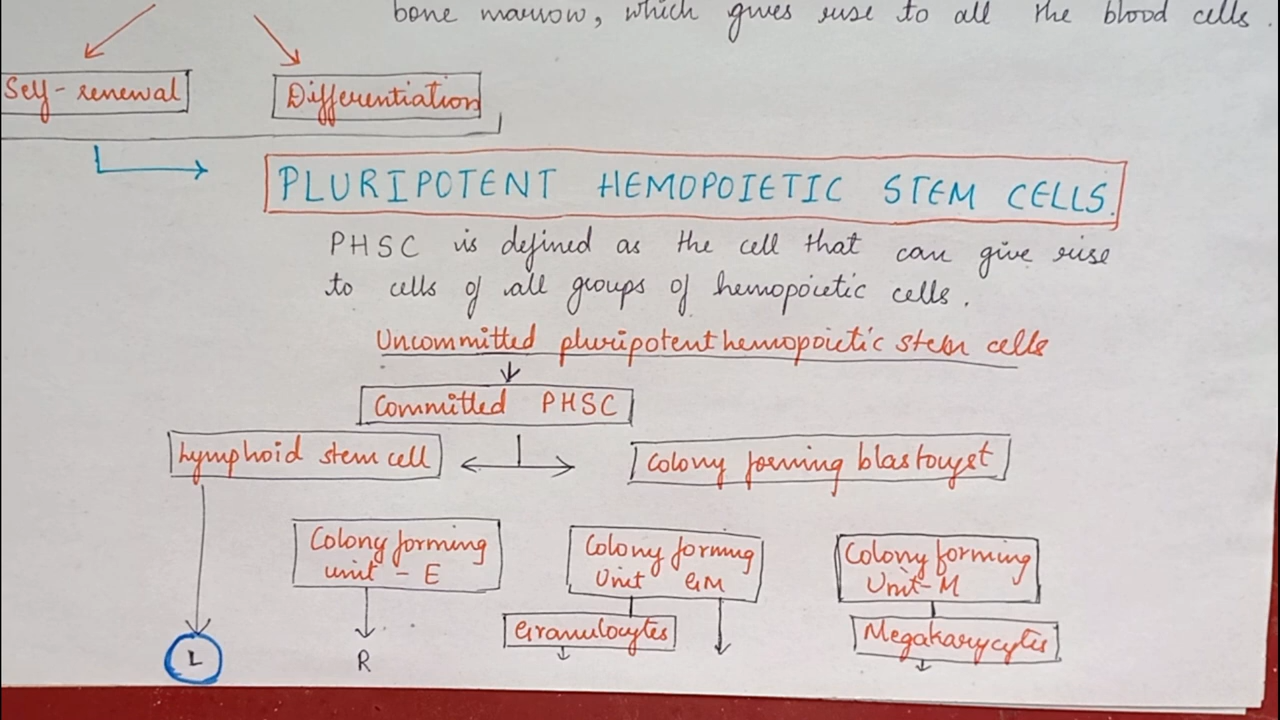 bone marrow, which gives rise to all the blood cells.
Self-renewal
Differentiation
PLURIPOTENT HEMOPOIETIC STEM CELLS.
PHSC is defined as the cell that can give rise
to cells of all groups of hemopoietic cells.
Uncommitted pluripotent hemopoietic stem cells
Committed PHSC
Lymphoid stem cell
Colony forming blastocyst
Colony forming
unit - E
Colony forming
Unit GM
Colony forming
Unit-M
Granulocytes
Megakarycytes
L
R